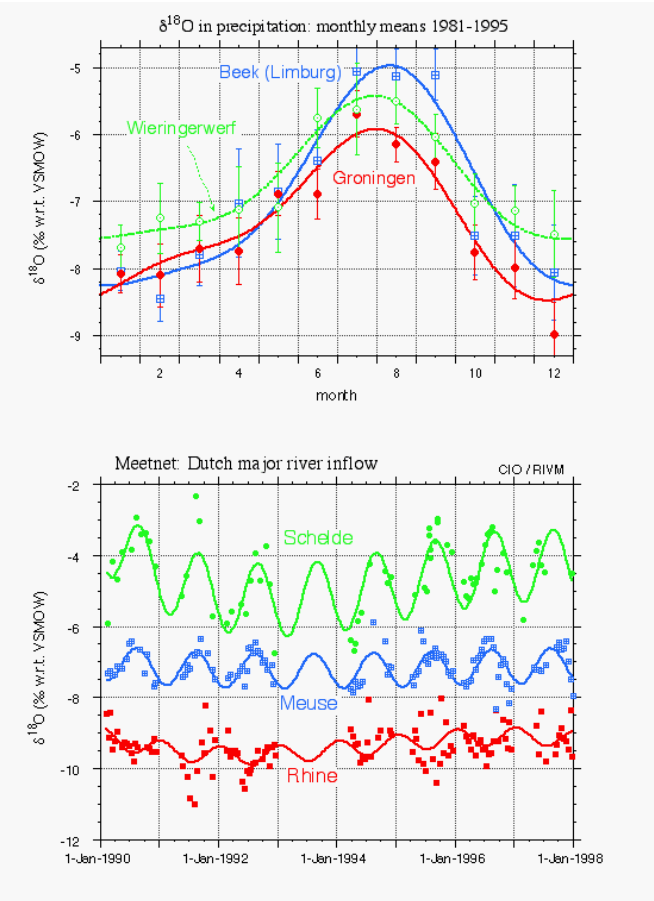 δ18O in precipitation: monthly means 1981-1995
Beek (Limburg)
Wieringerwerf
Groningen
δ18O (‰ w.r.t. VSMOW)
-5
-6
-7
-8
-9
2 4 6 8 10 12
month
Meetnet: Dutch major river inflow
CIO / RIVM
Schelde
Meuse
Rhine
δ18O (‰ w.r.t. VSMOW)
-2
-4
-6
-8
-10
-12
1-Jan-1990 1-Jan-1992 1-Jan-1994 1-Jan-1996 1-Jan-1998